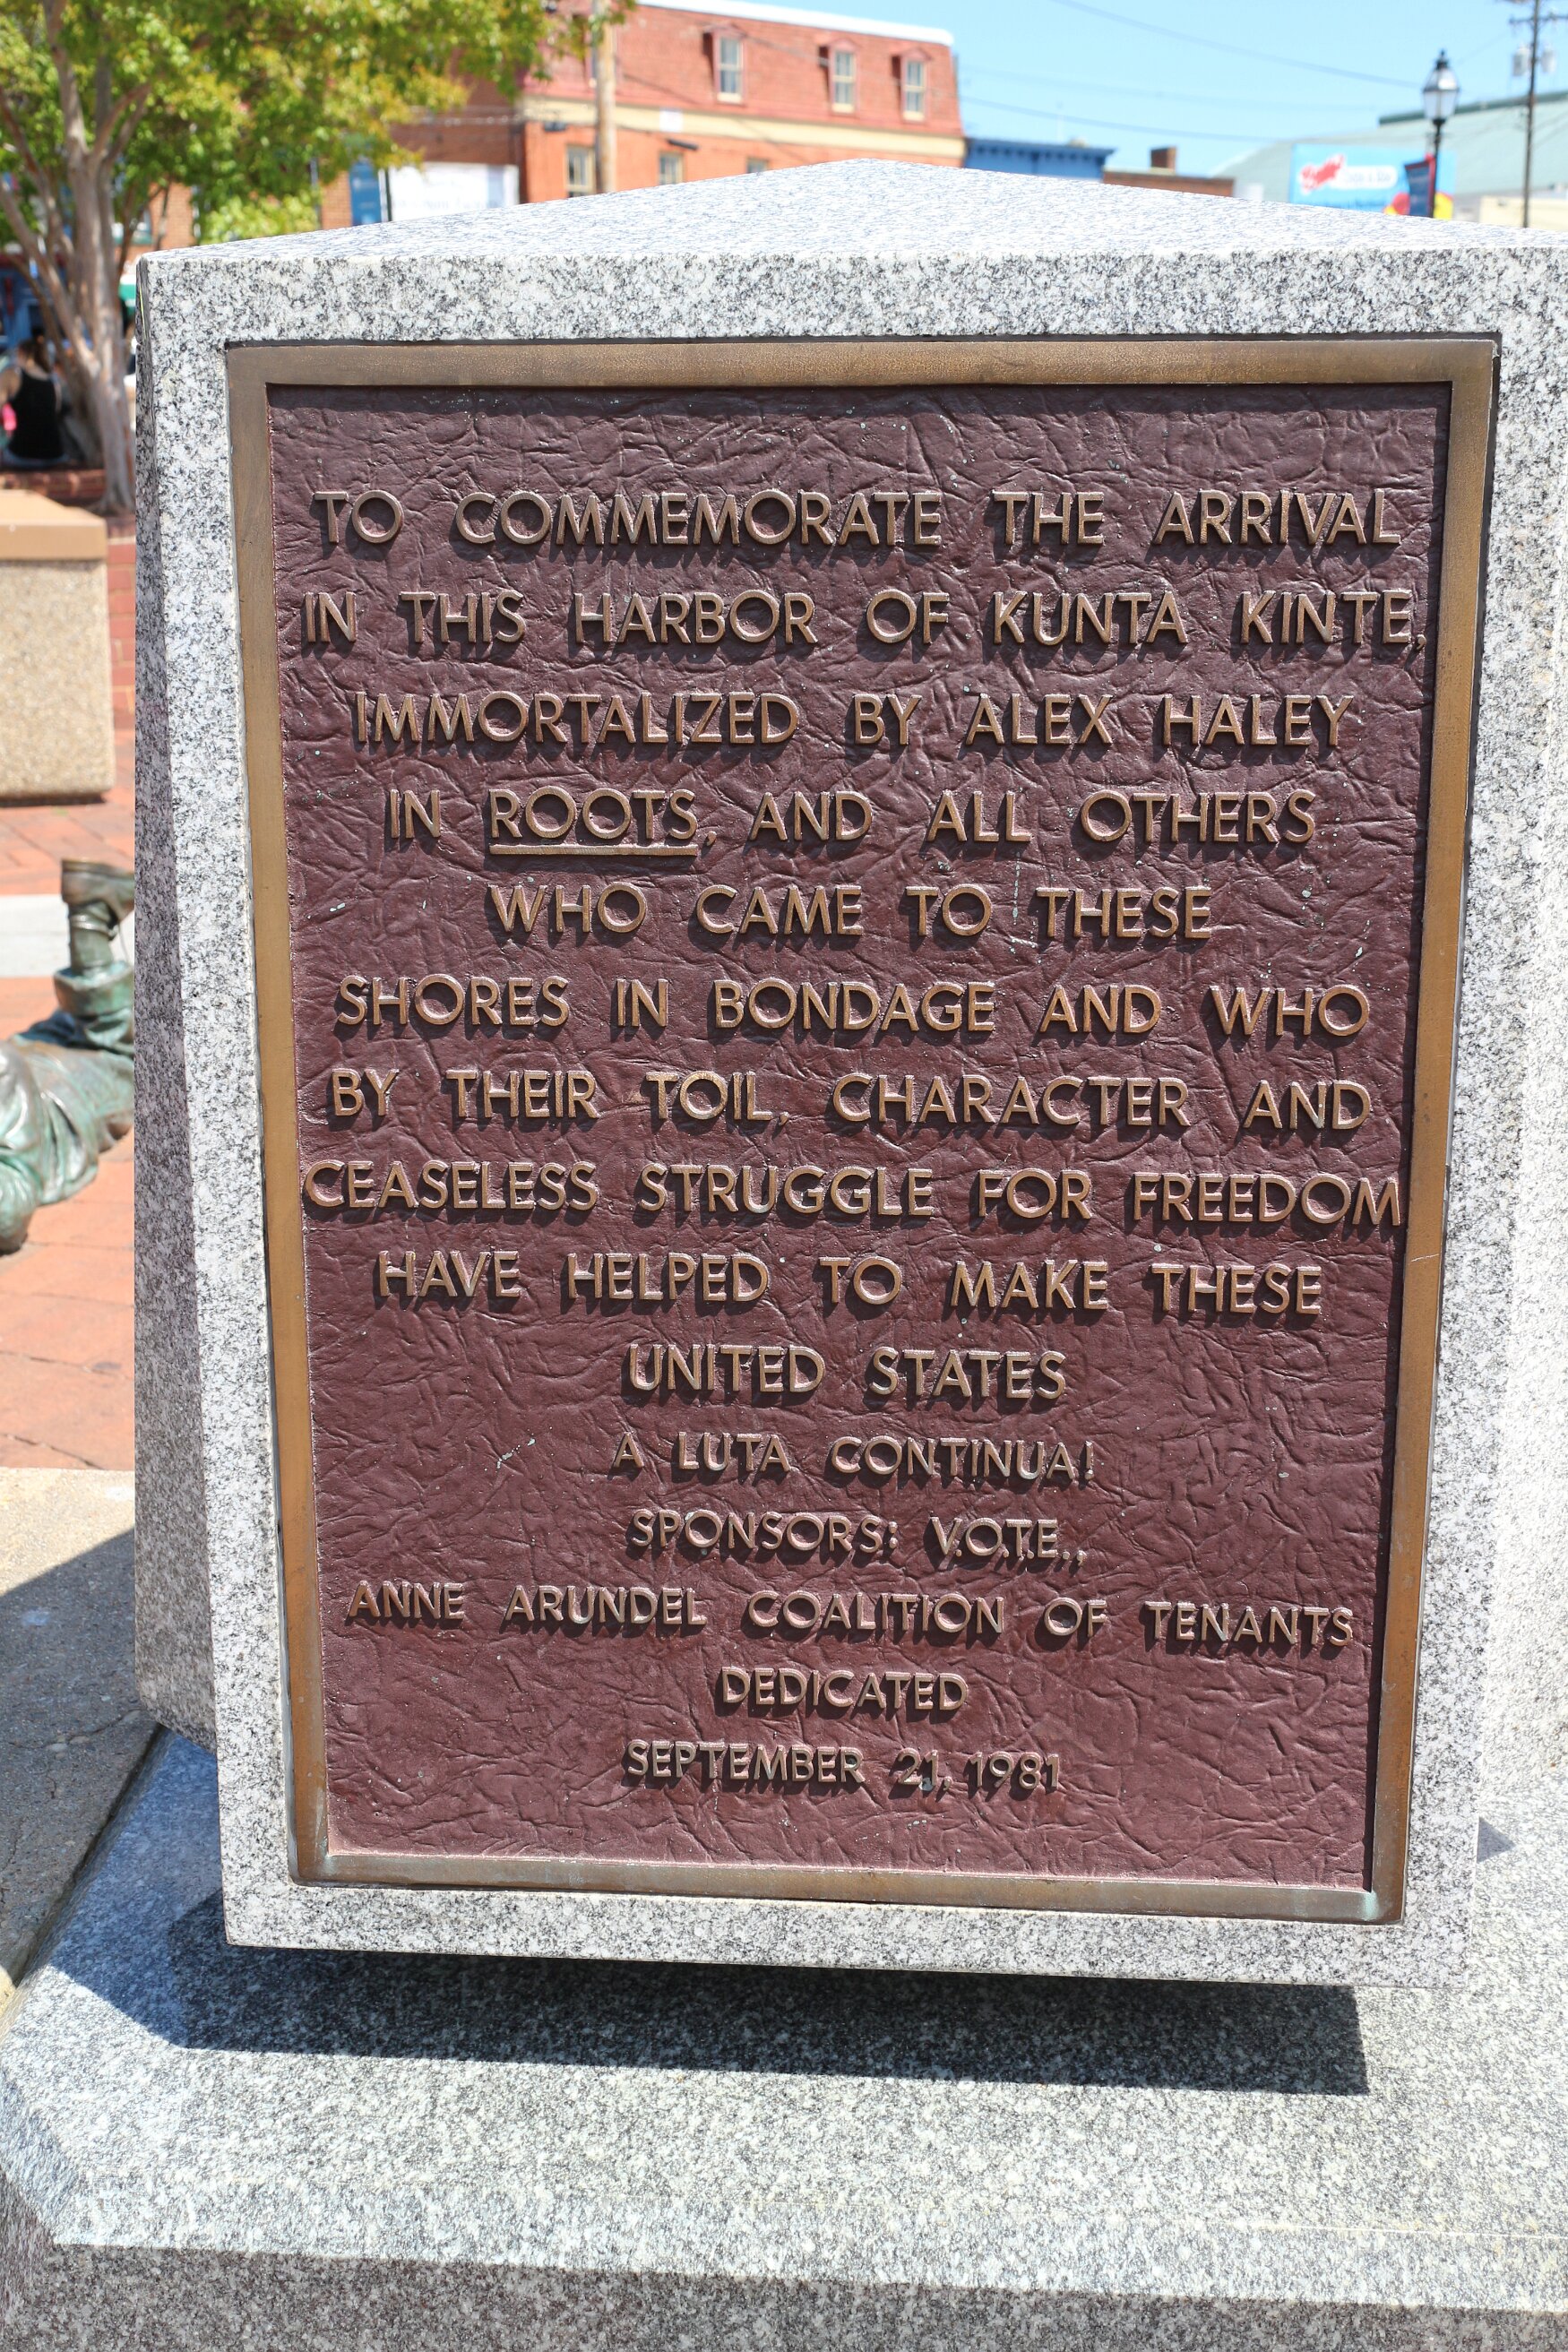 TO COMMEMORATE THE ARRIVAL
IN THIS HARBOR OF KUNTA KINTE,
IMMORTALIZED BY ALEX HALEY
IN ROOTS, AND ALL OTHERS
WHO CAME TO THESE
SHORES IN BONDAGE AND WHO
BY THEIR TOIL, CHARACTER AND
CEASELESS STRUGGLE FOR FREEDOM
HAVE HELPED TO MAKE THESE
UNITED STATES
A LUTA CONTINUA!
SPONSORS: V.O.T.E.,
ANNE ARUNDEL COALITION OF TENANTS
DEDICATED
SEPTEMBER 21, 1981